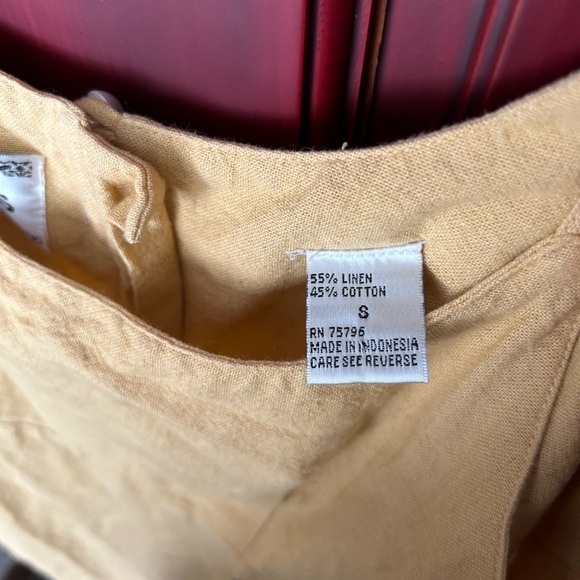 55% LINEN
45% COTTON
S
RN 75796
MADE IN INDONESIA
CARE SEE REVERSE